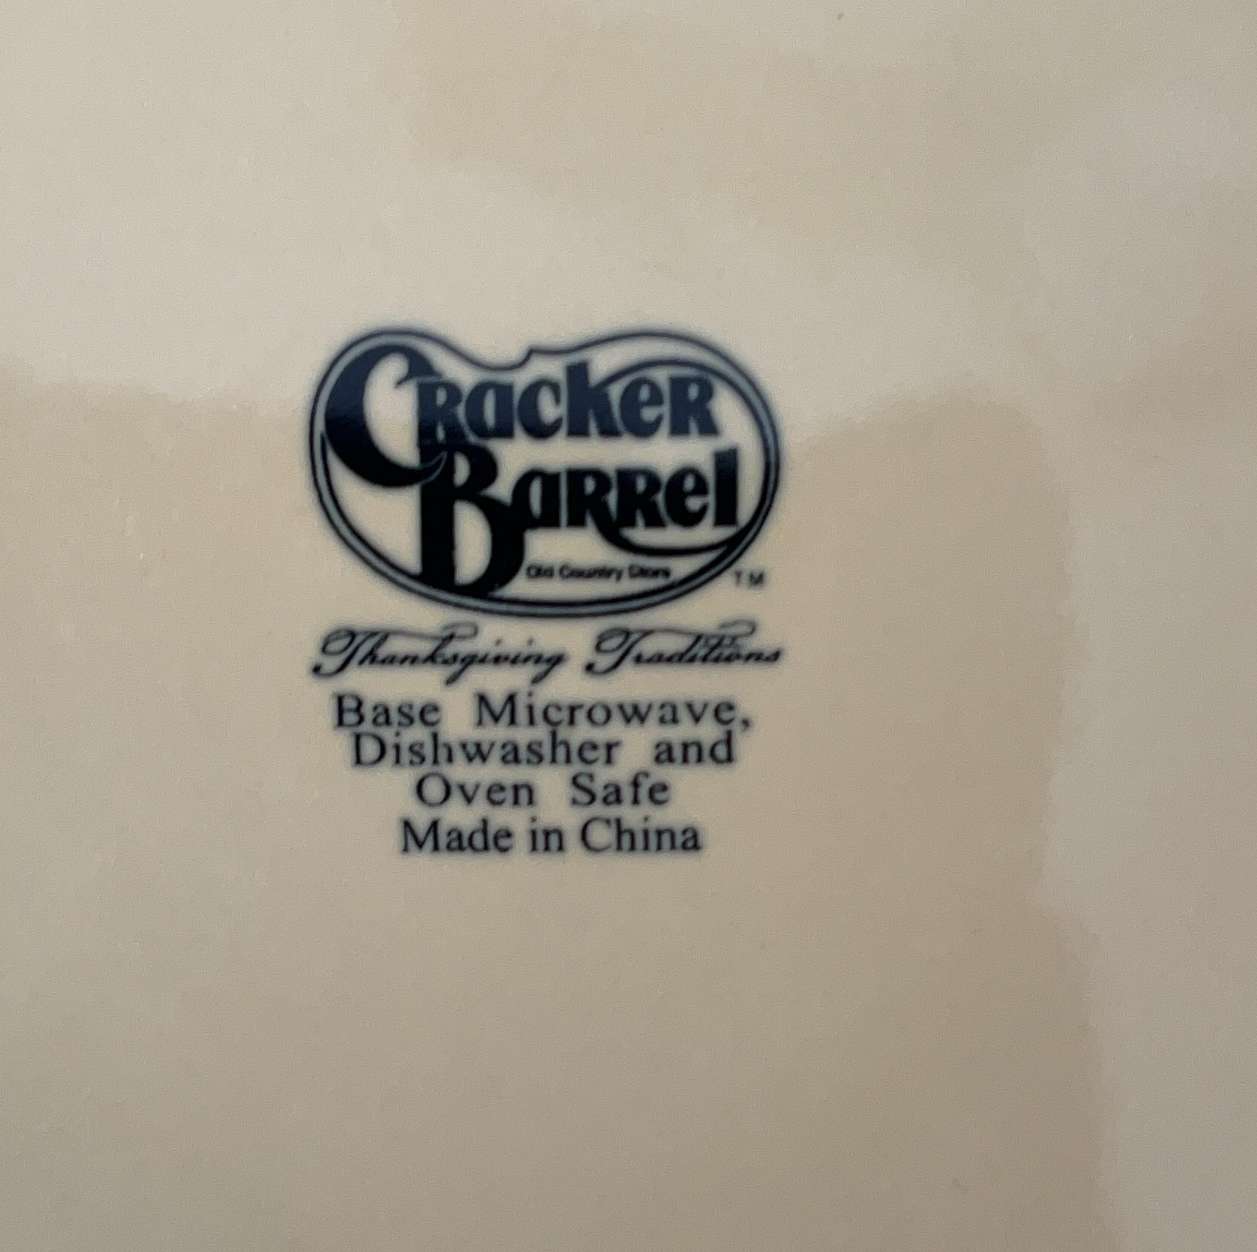 Cracker
Barrel
Old Country Store
TM
Thanksgiving Traditions
Base Microwave,
Dishwasher and
Oven Safe
Made in China